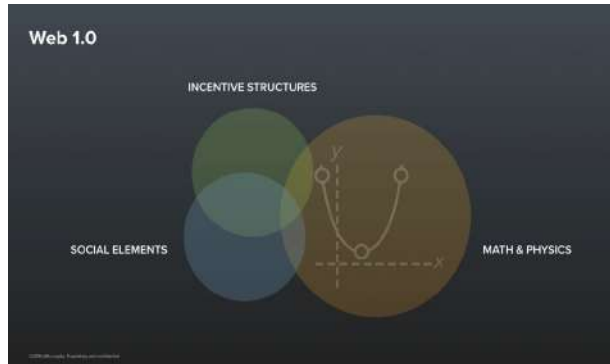 Web 1.0
INCENTIVE STRUCTURES
y
SOCIAL ELEMENTS
MATH & PHYSICS
x